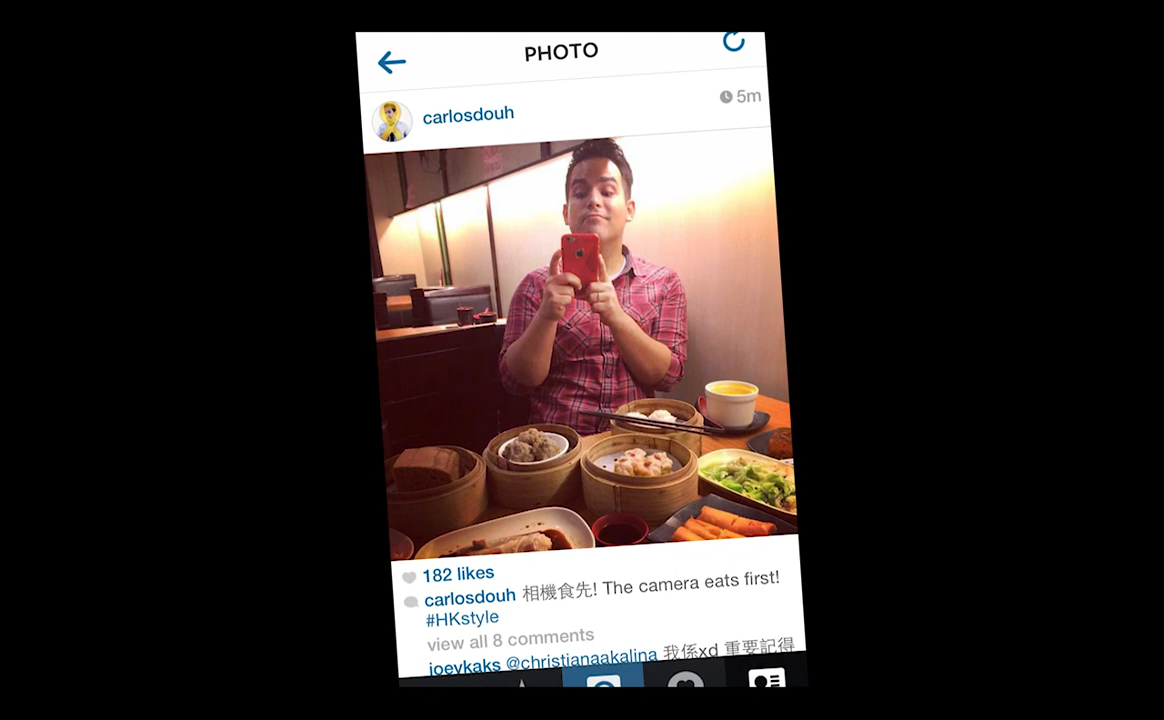 PHOTO
carlosdouh
5m
182 likes
carlosdouh 相機食先! The camera eats first!
#HKstyle
view all 8 comments
joeykaks @christianaakalina 我係xd 重要記得